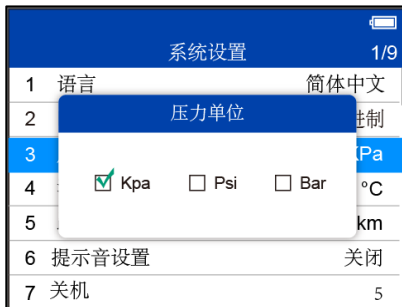 系统设置 1/9
1 语言 简体中文
2 进制
压力单位
3 KPa
Kpa Psi Bar
4 °C
5 km
6 提示音设置 关闭
7 关机 5